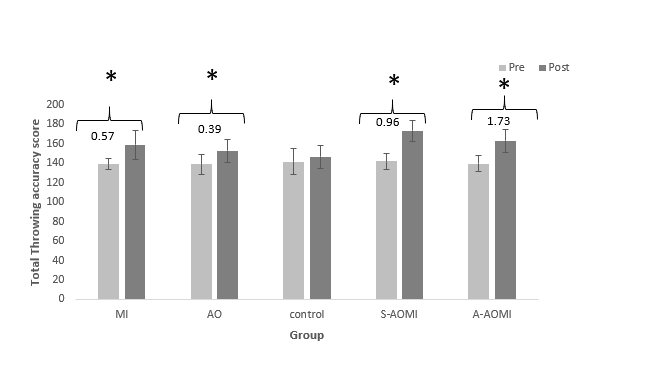 * * * *
Pre Post
0.57 0.39 0.96 1.73
200
180
160
140
120
100
80
60
40
20
0
Total Throwing accuracy score
MI AO control S-AOMI A-AOMI
Group